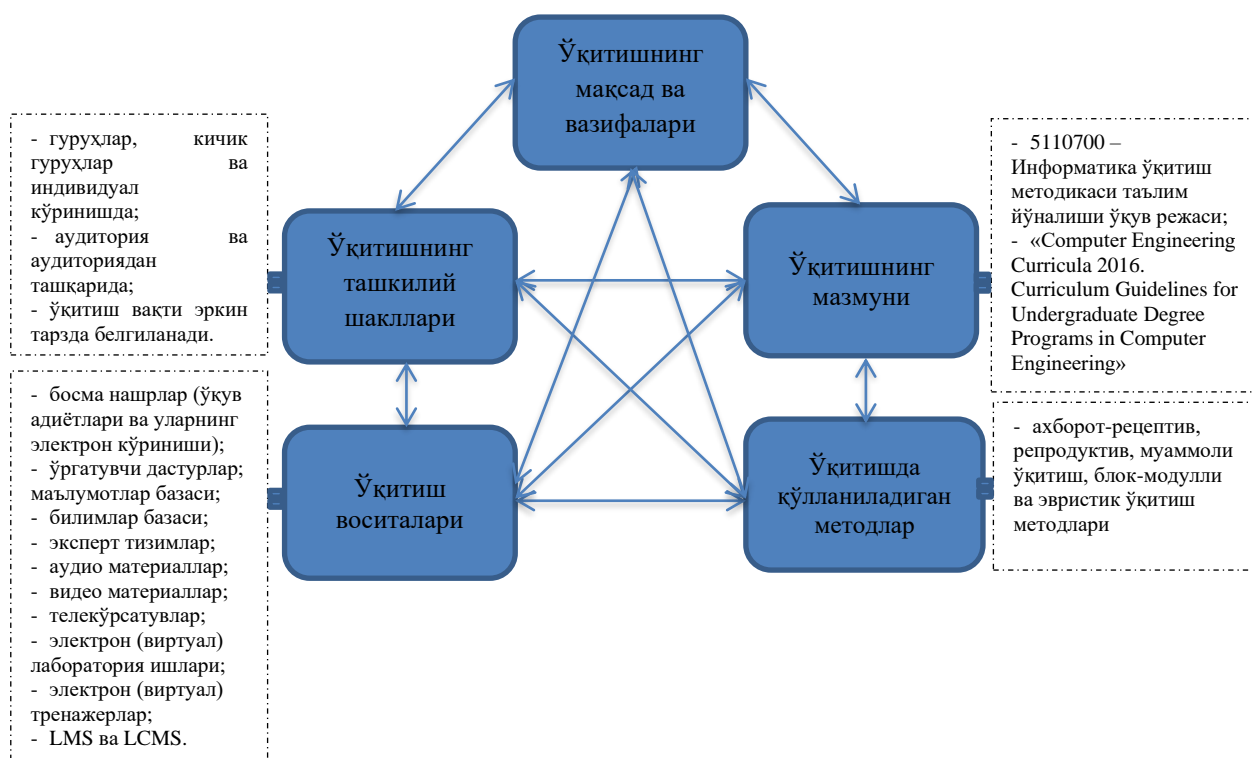 Ўқитишнинг
мақсад ва
вазифалари
- гуруҳлар, кичик
гуруҳлар ва
индивидуал
кўринишда;
- аудитория ва
аудиториядан
ташқарида;
- ўқитиш вақти эркин
тарзда белгиланади.
Ўқитишнинг
ташкилий
шакллари
Ўқитишнинг
мазмуни
- 5110700 –
Информатика ўқитиш
методикаси таълим
йўналиши ўқув режаси;
- «Computer Engineering
Curricula 2016.
Curriculum Guidelines for
Undergraduate Degree
Programs in Computer
Engineering»
- босма нашрлар (ўқув
адиётлари ва уларнинг
электрон кўриниши);
- ўргатувчи дастурлар;
маълумотлар базаси;
- билимлар базаси;
- эксперт тизимлар;
- аудио материаллар;
- видео материаллар;
- телекўрсатувлар;
- электрон (виртуал)
лаборатория ишлари;
- электрон (виртуал)
тренажерлар;
- LMS ва LCMS.
Ўқитиш
воситалари
Ўқитишда
қўлланиладиган
методлар
- ахборот-рецептив,
репродуктив, муаммоли
ўқитиш, блок-модулли
ва эвристик ўқитиш
методлари